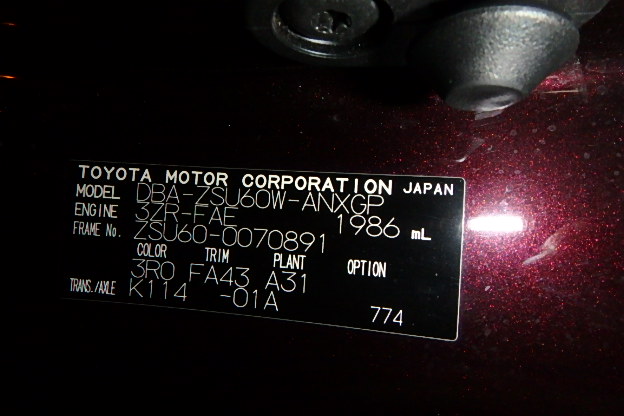 TOYOTA MOTOR CORPORATION JAPAN
MODEL DBA-ZSU60W-ANXGP
ENGINE 3ZR-FAE 1986 mL
FRAME No. ZSU60-0070891
COLOR TRIM PLANT OPTION
3R0 FA43 A31
TRANS./AXLE K114 -01A
774